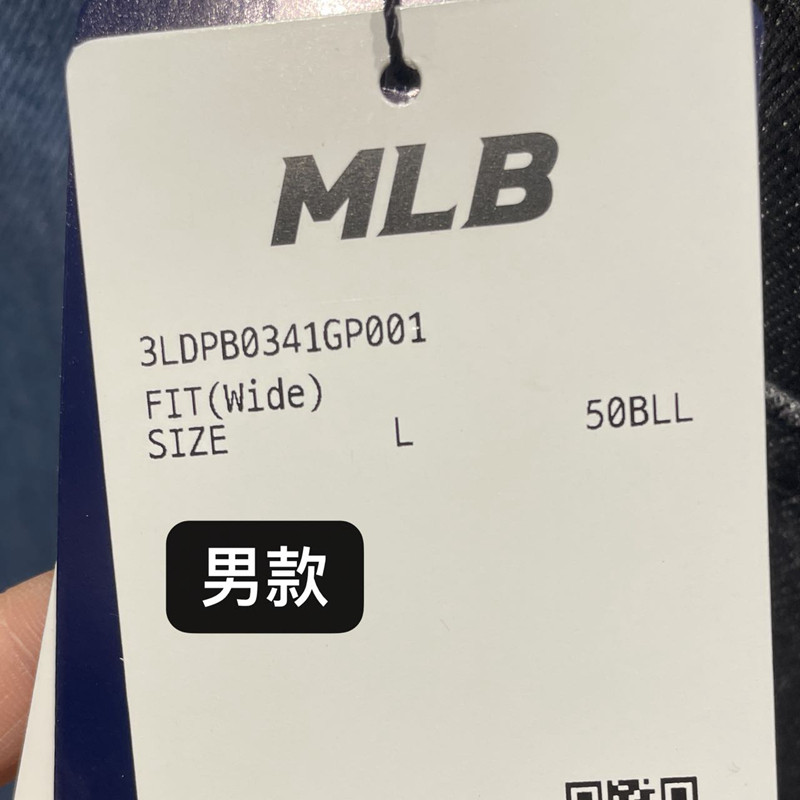 MLB
3LDPB0341GP001
FIT(Wide)
SIZE L 50BLL
男款